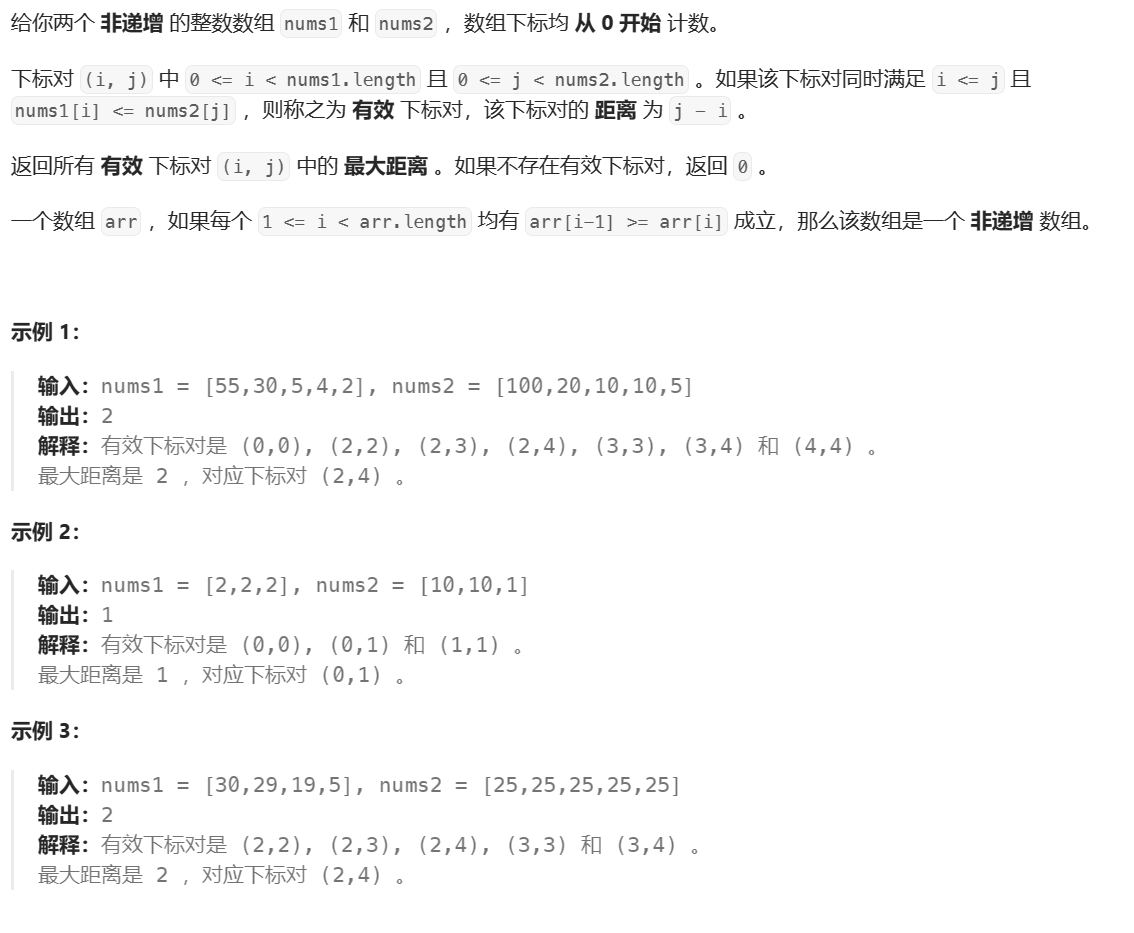 给你两个 非递增 的整数数组 nums1 和 nums2 ，数组下标均 从 0 开始 计数。
下标对 (i, j) 中 0 <= i < nums1.length 且 0 <= j < nums2.length 。如果该下标对同时满足 i <= j 且
nums1[i] <= nums2[j] ，则称之为 有效 下标对，该下标对的 距离 为 j - i 。
返回所有 有效 下标对 (i, j) 中的 最大距离 。如果不存在有效下标对，返回 0 。
一个数组 arr ，如果每个 1 <= i < arr.length 均有 arr[i-1] >= arr[i] 成立，那么该数组是一个 非递增 数组。
示例 1：
输入：nums1 = [55,30,5,4,2], nums2 = [100,20,10,10,5]
输出：2
解释：有效下标对是 (0,0), (2,2), (2,3), (2,4), (3,3), (3,4) 和 (4,4) 。
最大距离是 2 ，对应下标对 (2,4) 。
示例 2：
输入：nums1 = [2,2,2], nums2 = [10,10,1]
输出：1
解释：有效下标对是 (0,0), (0,1) 和 (1,1) 。
最大距离是 1 ，对应下标对 (0,1) 。
示例 3：
输入：nums1 = [30,29,19,5], nums2 = [25,25,25,25,25]
输出：2
解释：有效下标对是 (2,2), (2,3), (2,4), (3,3) 和 (3,4) 。
最大距离是 2 ，对应下标对 (2,4) 。